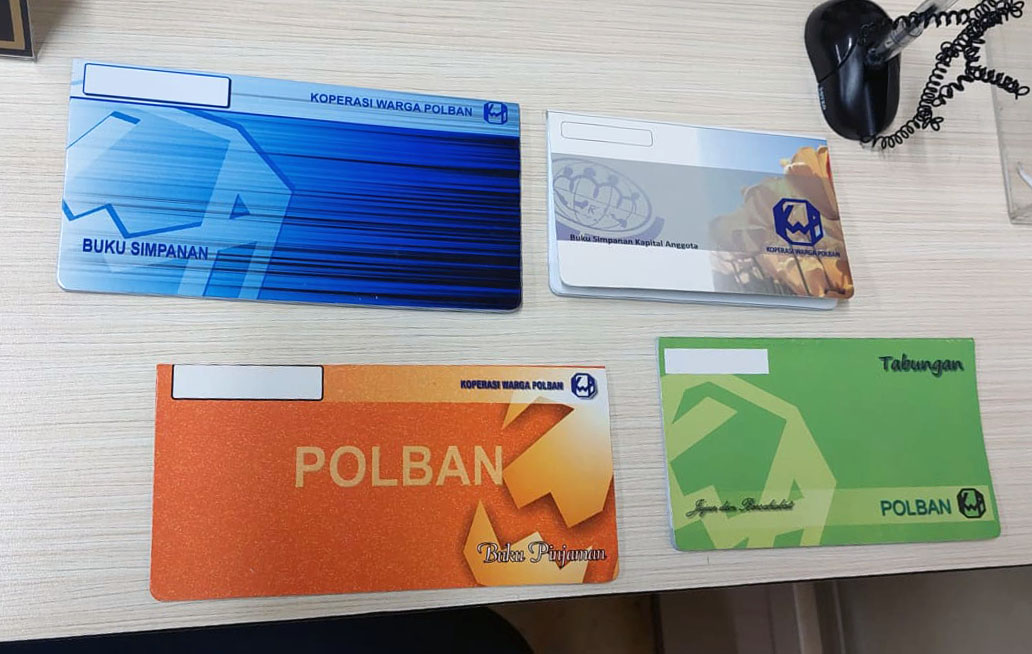 KOPERASI WARGA POLBAN
BUKU SIMPANAN
Buku Simpanan Kapital Anggota
KOPERASI WARGA POLBAN
KOPERASI WARGA POLBAN
POLBAN
Buku Pinjaman
Tabungan
Jujur dan Bersahabat
POLBAN